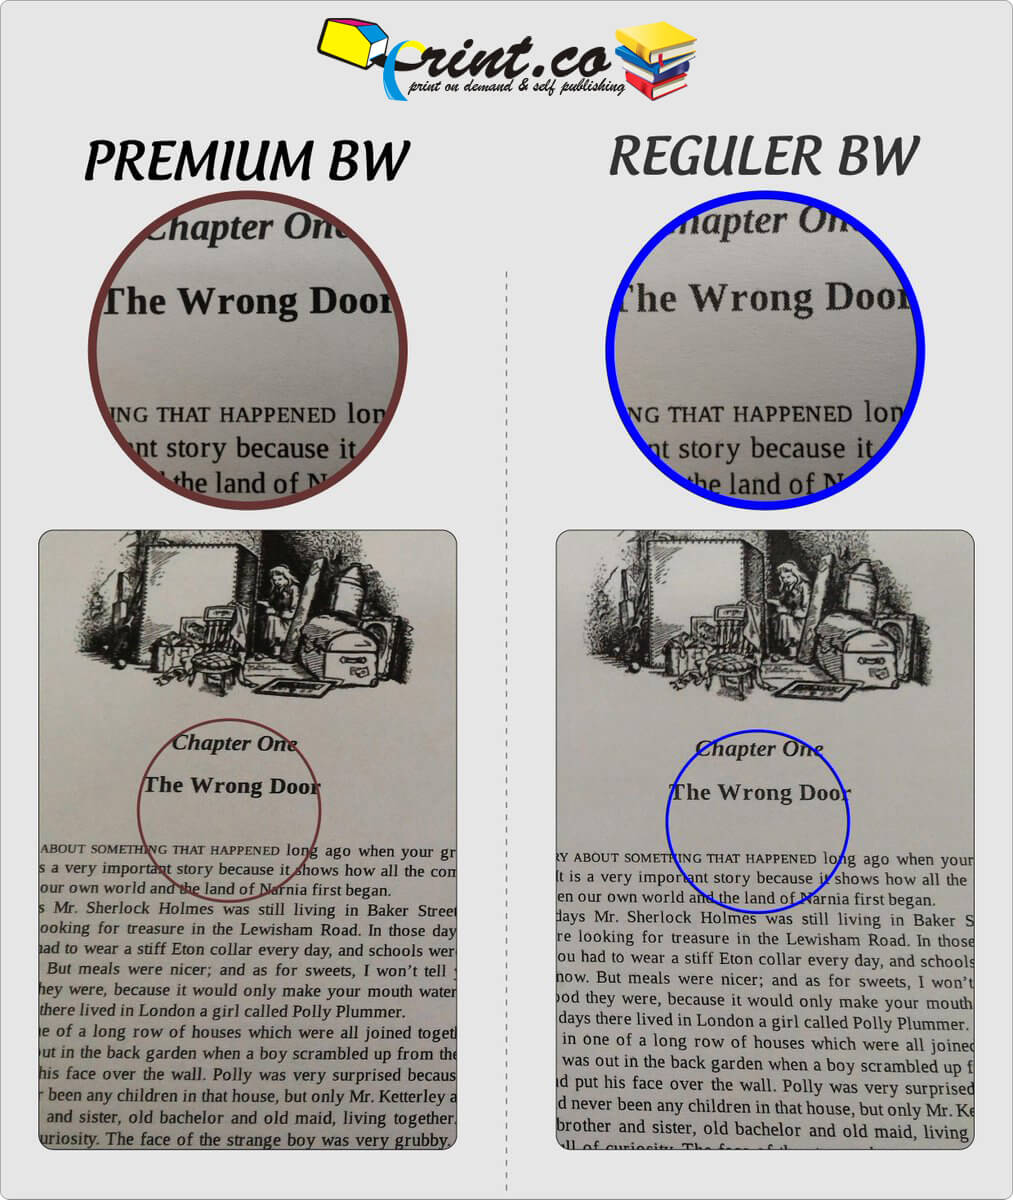 print.co
print on demand & self publishing
PREMIUM BW
Chapter One
The Wrong Door
ING THAT HAPPENED lon
nt story because it
the land of N
Chapter One
The Wrong Door
ABOUT SOMETHING THAT HAPPENED long ago when your gr
s a very important story because it shows how all the com
our own world and the land of Narnia first began.
s Mr. Sherlock Holmes was still living in Baker Street
ooking for treasure in the Lewisham Road. In those day
had to wear a stiff Eton collar every day, and schools wer
. But meals were nicer; and as for sweets, I won't tell
hey were, because it would only make your mouth water
there lived in London a girl called Polly Plummer.
e of a long row of houses which were all joined togeth
out in the back garden when a boy scrambled up from the
his face over the wall. Polly was very surprised becaus
r been any children in that house, but only Mr. Ketterley a
and sister, old bachelor and old maid, living together.
uriosity. The face of the strange boy was very grubby.
REGULER BW
hapter On
The Wrong Door
NG THAT HAPPENED lon
nt story because it
the land of N
Chapter One
The Wrong Door
RY ABOUT SOMETHING THAT HAPPENED long ago when your
It is a very important story because it shows how all the
en our own world and the land of Narnia first began.
days Mr. Sherlock Holmes was still living in Baker S
re looking for treasure in the Lewisham Road. In those
ou had to wear a stiff Eton collar every day, and schools
now. But meals were nicer; and as for sweets, I won't
ood they were, because it would only make your mouth
days there lived in London a girl called Polly Plummer.
in one of a long row of houses which were all joined
was out in the back garden when a boy scrambled up f
d put his face over the wall. Polly was very surprised
d never been any children in that house, but only Mr. Ke
brother and sister, old bachelor and old maid, living
ll of curiosity. The face of the